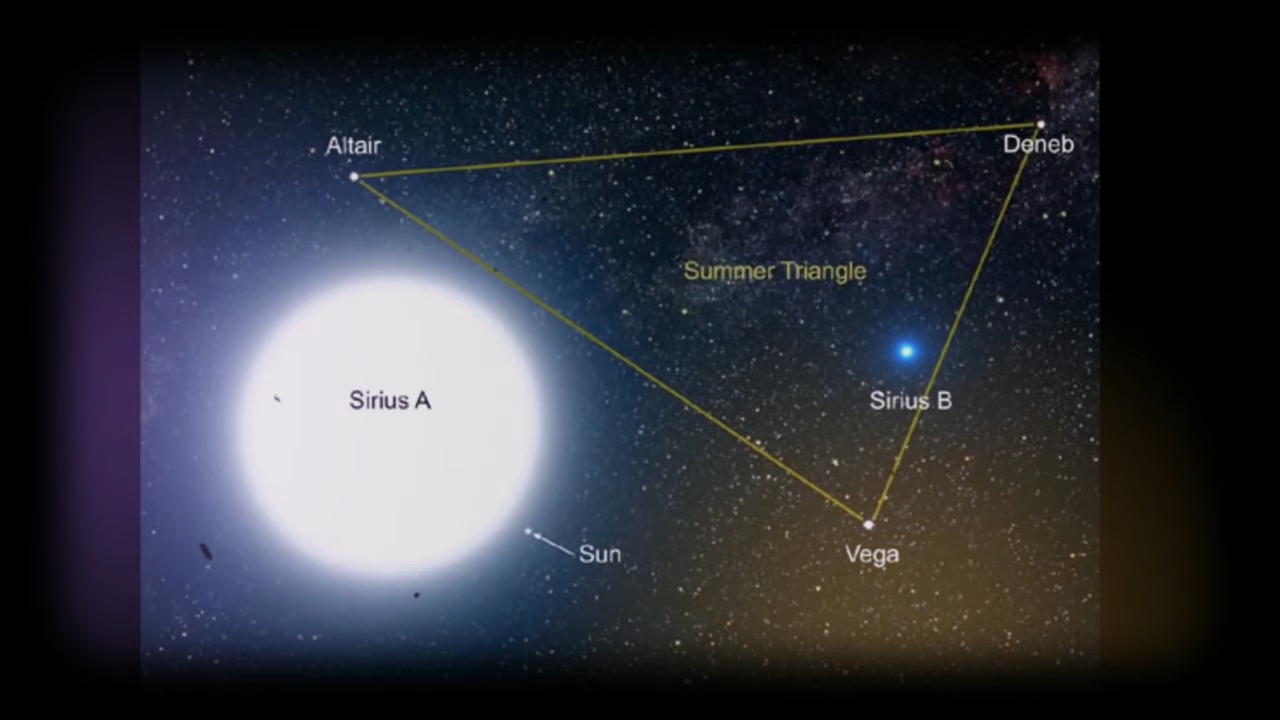 Altair
Deneb
Summer Triangle
Sirius A
Sirius B
Sun
Vega